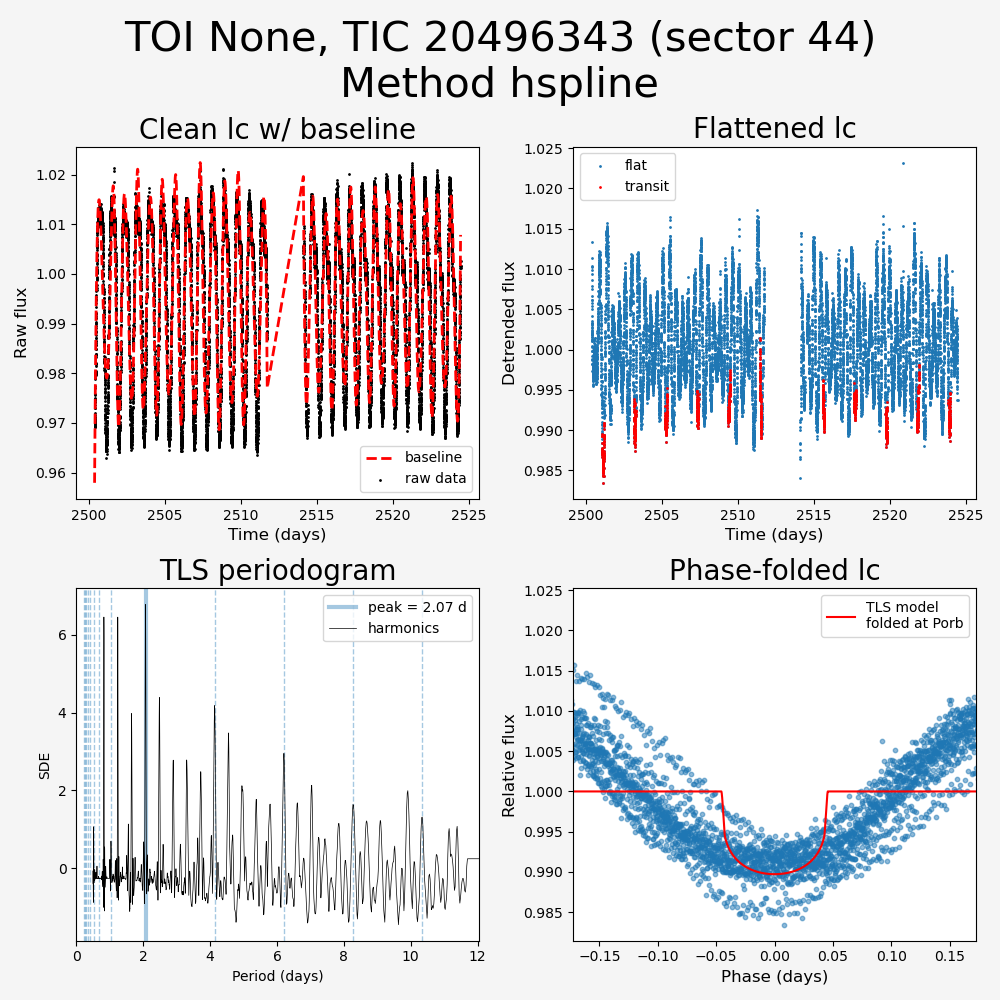 TOI None, TIC 20496343 (sector 44)
Method hspline
Clean lc w/ baseline
Raw flux
1.02
1.01
1.00
0.99
0.98
0.97
0.96
baseline
raw data
2500
2505
2510
2515
2520
2525
Time (days)
Flattened lc
Detrended flux
1.025
1.020
1.015
1.010
1.005
1.000
0.995
0.990
0.985
flat
transit
2500
2505
2510
2515
2520
2525
Time (days)
TLS periodogram
SDE
6
4
2
0
peak = 2.07 d
harmonics
0
2
4
6
8
10
12
Period (days)
Phase-folded lc
Relative flux
1.025
1.020
1.015
1.010
1.005
1.000
0.995
0.990
0.985
TLS model
folded at Porb
−0.15
−0.10
−0.05
0.00
0.05
0.10
0.15
Phase (days)